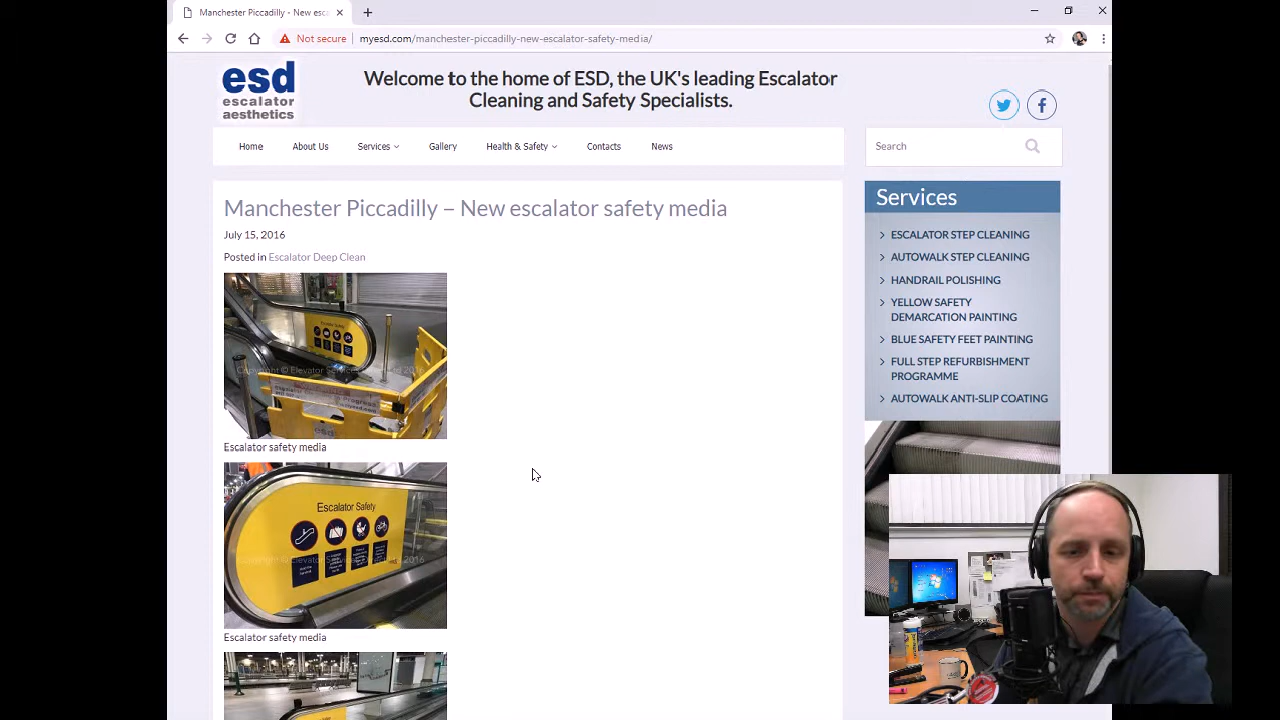 Manchester Piccadilly - New esc
Not secure
myesd.com/manchester-piccadilly-new-escalator-safety-media/
esd
escalator
aesthetics
Welcome to the home of ESD, the UK's leading Escalator
Cleaning and Safety Specialists.
Home
About Us
Services
Gallery
Health & Safety
Contacts
News
Search
Manchester Piccadilly – New escalator safety media
July 15, 2016
Posted in Escalator Deep Clean
Escalator safety media
Escalator Safety
Escalator safety media
Services
ESCALATOR STEP CLEANING
AUTOWALK STEP CLEANING
HANDRAIL POLISHING
YELLOW SAFETY
DEMARCATION PAINTING
BLUE SAFETY FEET PAINTING
FULL STEP REFURBISHMENT
PROGRAMME
AUTOWALK ANTI-SLIP COATING